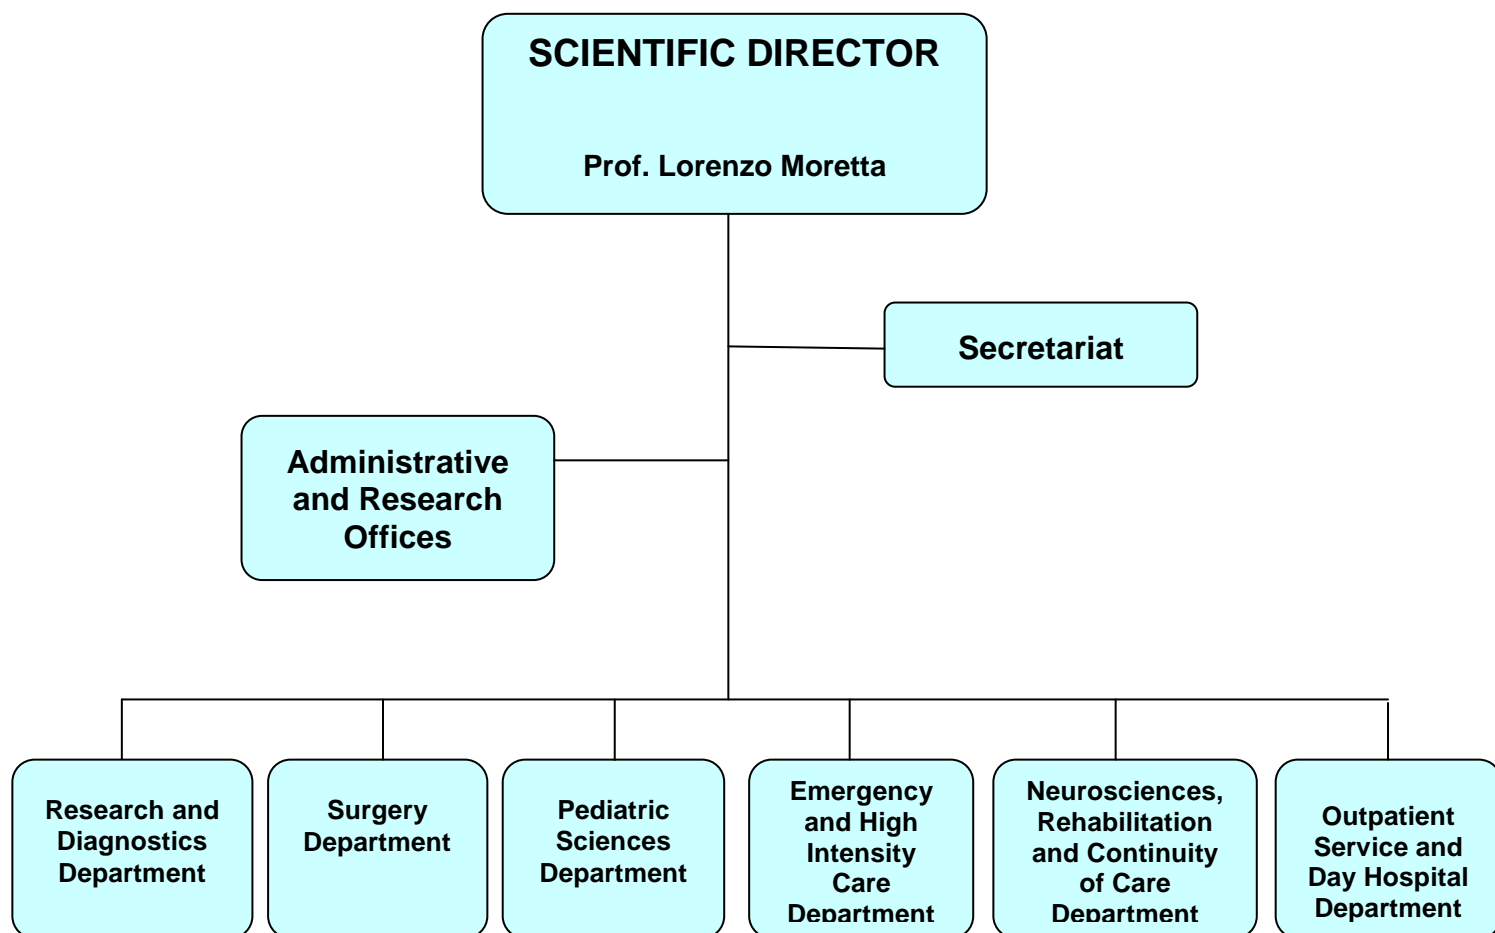 SCIENTIFIC DIRECTOR
Prof. Lorenzo Moretta
Secretariat
Administrative
and Research
Offices
Research and
Diagnostics
Department
Surgery
Department
Pediatric
Sciences
Department
Emergency
and High
Intensity
Care
Department
Neurosciences,
Rehabilitation
and Continuity
of Care
Department
Outpatient
Service and
Day Hospital
Department